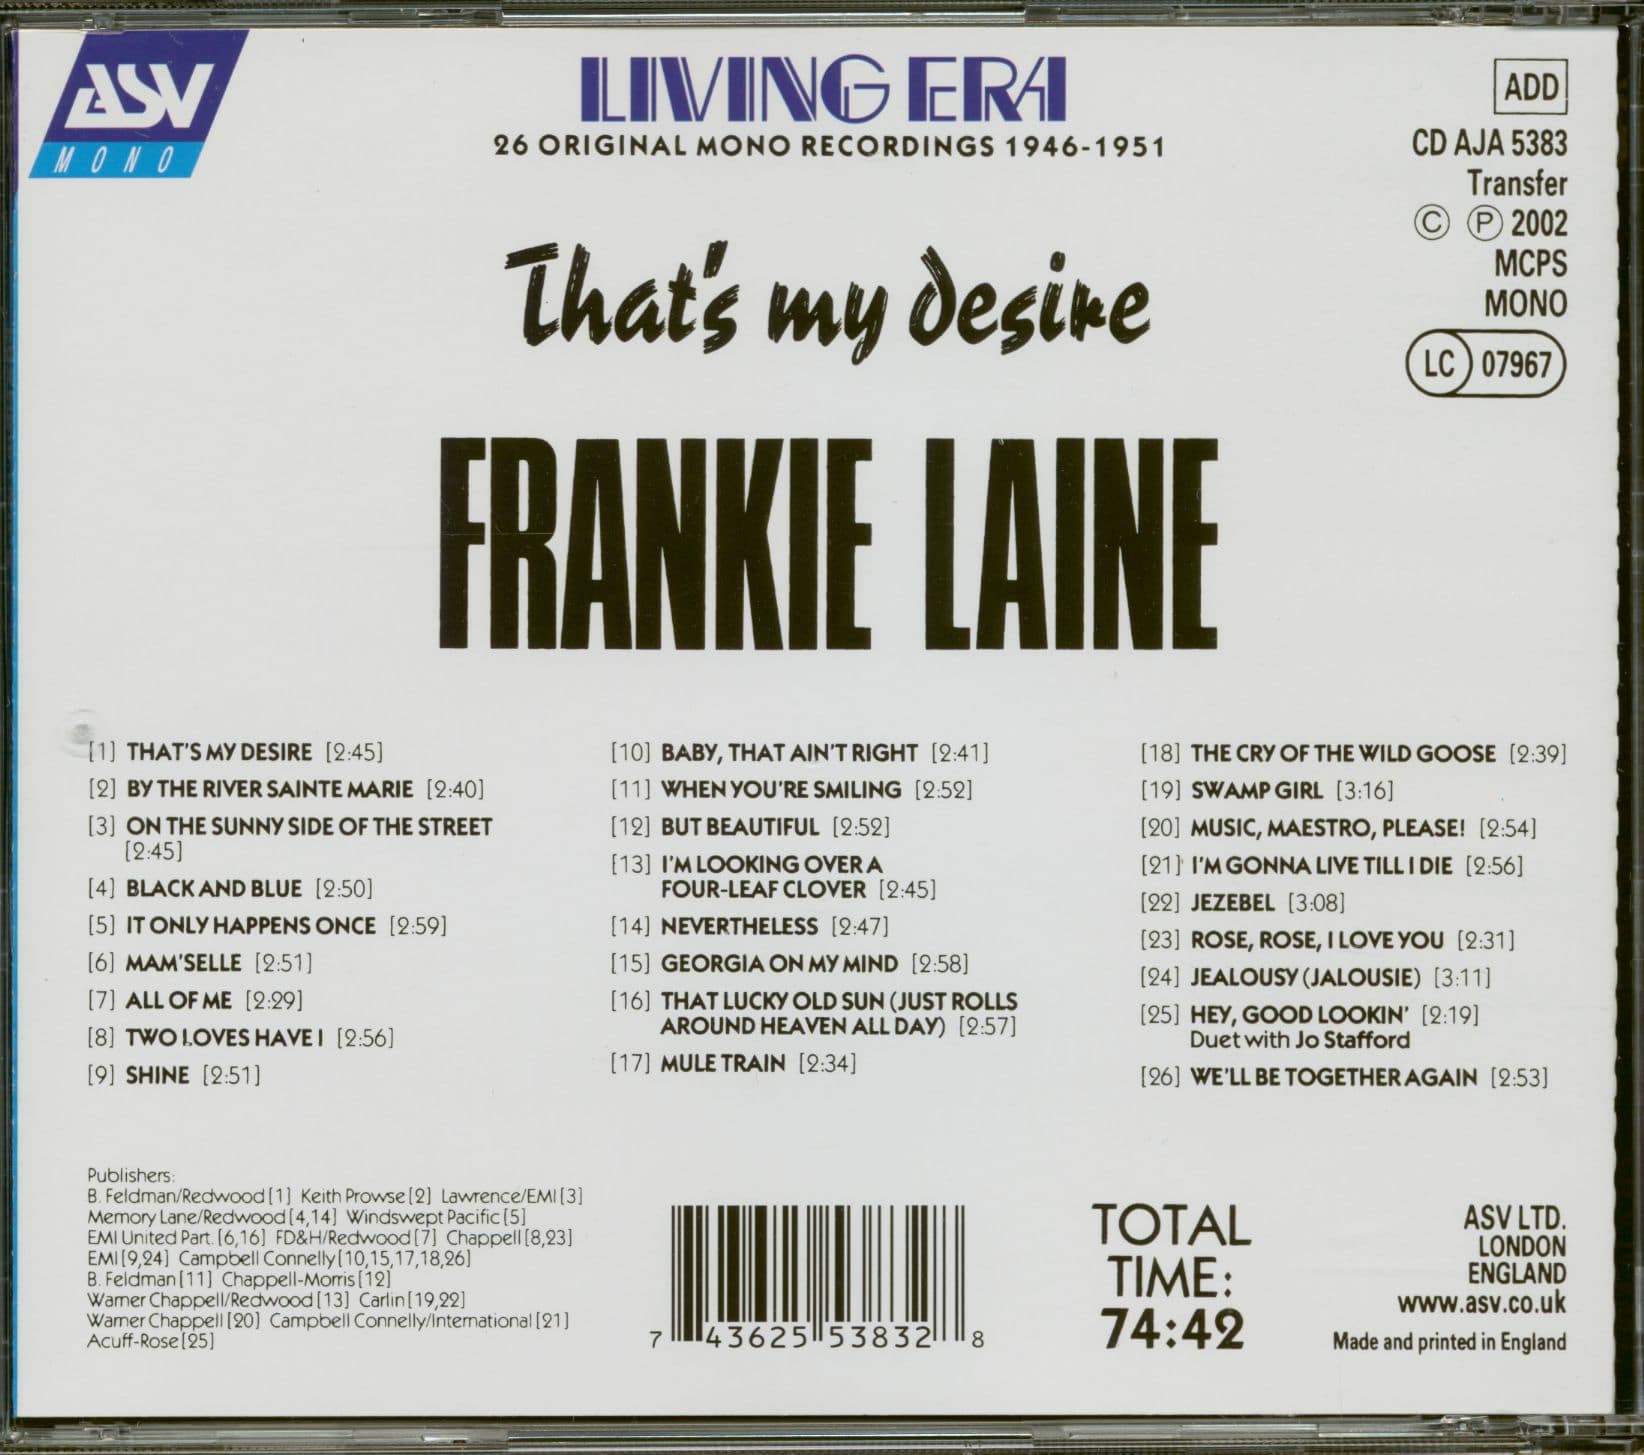 ASV
MONO
LIVING ERA
26 ORIGINAL MONO RECORDINGS 1946-1951
ADD
CD AJA 5383
Transfer
© ℗ 2002
MCPS
MONO
LC 07967
That's my desire
FRANKIE LAINE
[1] THAT'S MY DESIRE [2:45]
[2] BY THE RIVER SAINTE MARIE [2:40]
[3] ON THE SUNNY SIDE OF THE STREET
[2:45]
[4] BLACK AND BLUE [2:50]
[5] IT ONLY HAPPENS ONCE [2:59]
[6] MAM'SELLE [2:51]
[7] ALL OF ME [2:29]
[8] TWO LOVES HAVE I [2:56]
[9] SHINE [2:51]
[10] BABY, THAT AIN'T RIGHT [2:41]
[11] WHEN YOU'RE SMILING [2:52]
[12] BUT BEAUTIFUL [2:52]
[13] I'M LOOKING OVER A
FOUR-LEAF CLOVER [2:45]
[14] NEVERTHELESS [2:47]
[15] GEORGIA ON MY MIND [2:58]
[16] THAT LUCKY OLD SUN (JUST ROLLS
AROUND HEAVEN ALL DAY) [2:57]
[17] MULE TRAIN [2:34]
[18] THE CRY OF THE WILD GOOSE [2:39]
[19] SWAMP GIRL [3:16]
[20] MUSIC, MAESTRO, PLEASE! [2:54]
[21] I'M GONNA LIVE TILL I DIE [2:56]
[22] JEZEBEL [3:08]
[23] ROSE, ROSE, I LOVE YOU [2:31]
[24] JEALOUSY (JALOUSIE) [3:11]
[25] HEY, GOOD LOOKIN' [2:19]
Duet with Jo Stafford
[26] WE'LL BE TOGETHER AGAIN [2:53]
Publishers:
B. Feldman/Redwood [1] Keith Prowse [2] Lawrence/EMI [3]
Memory Lane/Redwood [4,14] Windswept Pacific [5]
EMI United Part. [6,16] FD&H/Redwood [7] Chappell [8,23]
EMI [9,24] Campbell Connelly [10,15,17,18,26]
B. Feldman [11] Chappell-Morris [12]
Warner Chappell/Redwood [13] Carlin [19,22]
Warner Chappell [20] Campbell Connelly/International [21]
Acuff-Rose [25]
7 43625 53832 8
TOTAL
TIME:
74:42
ASV LTD.
LONDON
ENGLAND
www.asv.co.uk
Made and printed in England